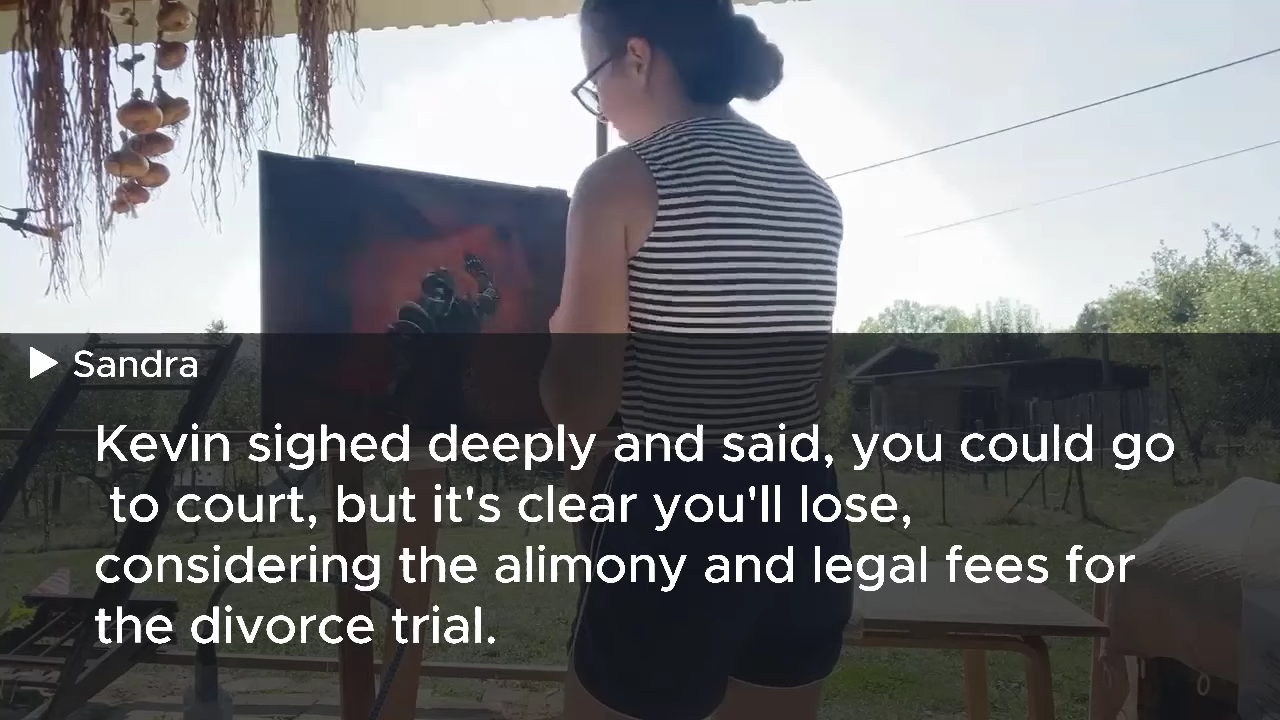 Sandra
Kevin sighed deeply and said, you could go
to court, but it's clear you'll lose,
considering the alimony and legal fees for
the divorce trial.